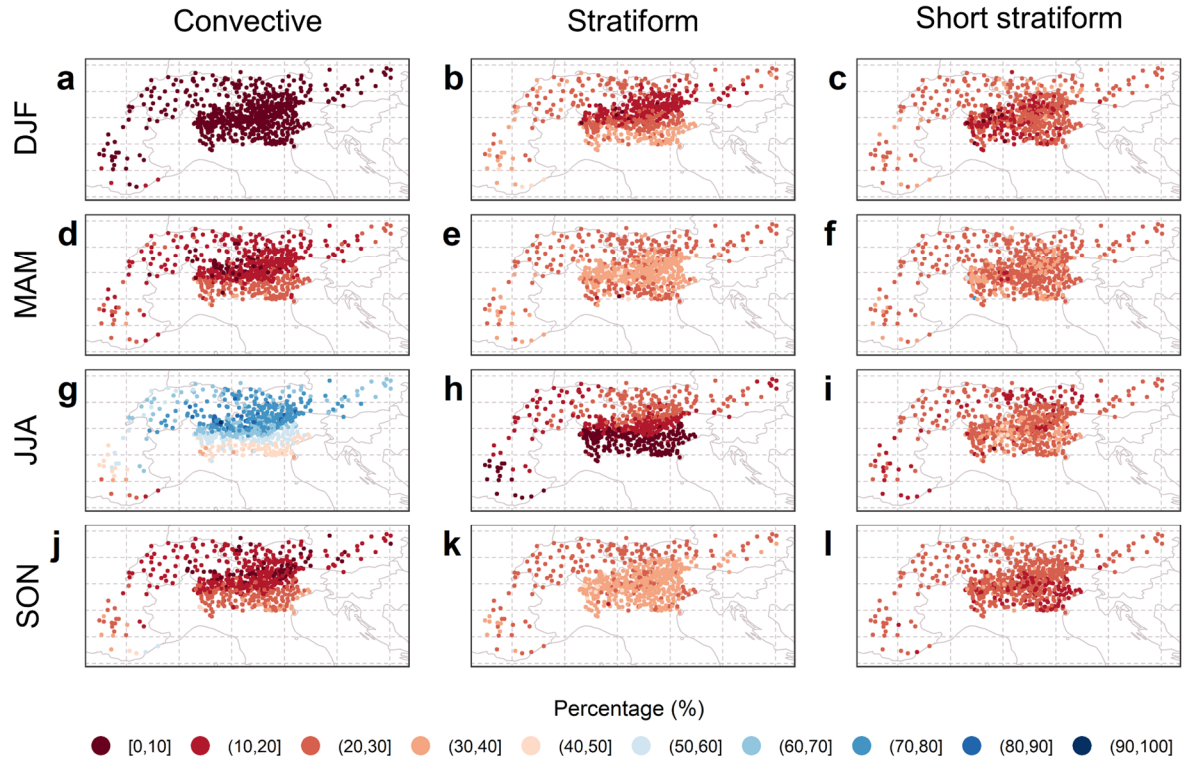 Convective Stratiform Short stratiform
DJF a b c
MAM d e f
JJA g h i
SON j k l
Percentage (%)
[0,10] (10,20] (20,30] (30,40] (40,50] (50,60] (60,70] (70,80] (80,90] (90,100]